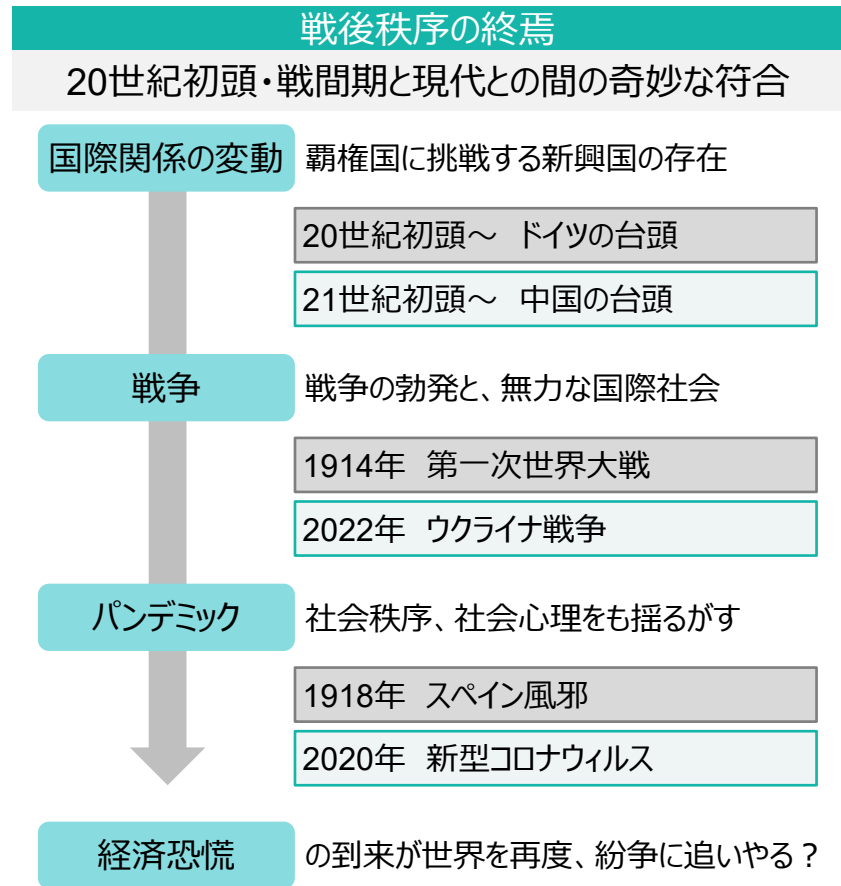 戦後秩序の終焉
20世紀初頭・戦間期と現代との間の奇妙な符合
国際関係の変動 覇権国に挑戦する新興国の存在
20世紀初頭～ ドイツの台頭
21世紀初頭～ 中国の台頭
戦争 戦争の勃発と、無力な国際社会
1914年 第一次世界大戦
2022年 ウクライナ戦争
パンデミック 社会秩序、社会心理をも揺るがす
1918年 スペイン風邪
2020年 新型コロナウィルス
経済恐慌 の到来が世界を再度、紛争に追いやる？